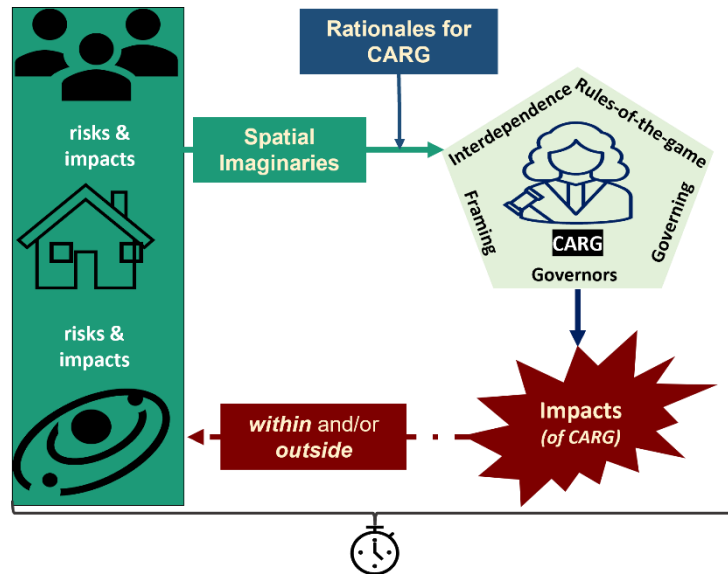 Rationales for
CARG
risks &
impacts
Spatial
Imaginaries
Interdependence
Rules-of-the-game
Framing
Governing
CARG
Governors
risks &
impacts
within and/or
outside
Impacts
(of CARG)